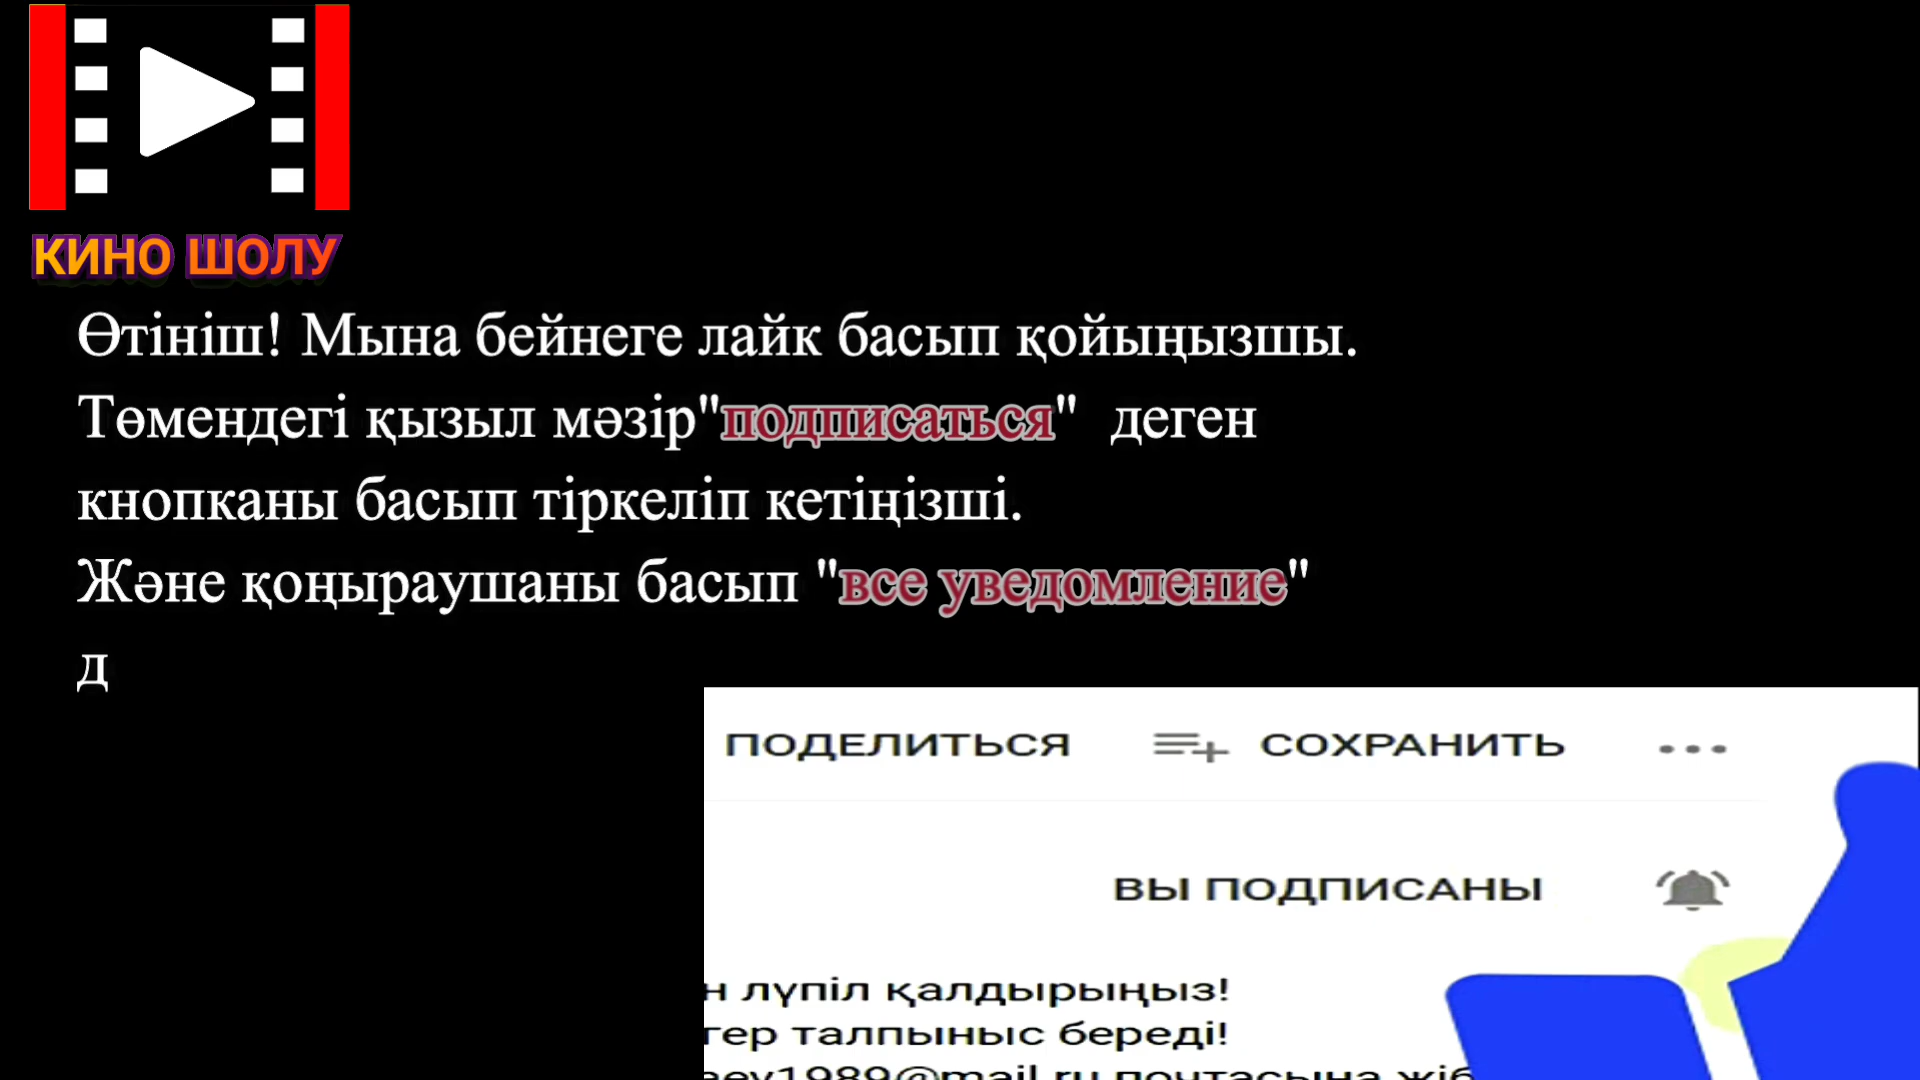 КИНО ШОЛУ
Өтініш! Мына бейнеге лайк басып қойыңызшы.
Төмендегі қызыл мәзір"подписаться" деген
кнопканы басып тіркеліп кетіңізші.
Және қоңыраушаны басып "все уведомление"
д
ПОДЕЛИТЬСЯ СОХРАНИТЬ
ВЫ ПОДПИСАНЫ
лүпіл қалдырыңыз!
талпыныс береді!
почтасына